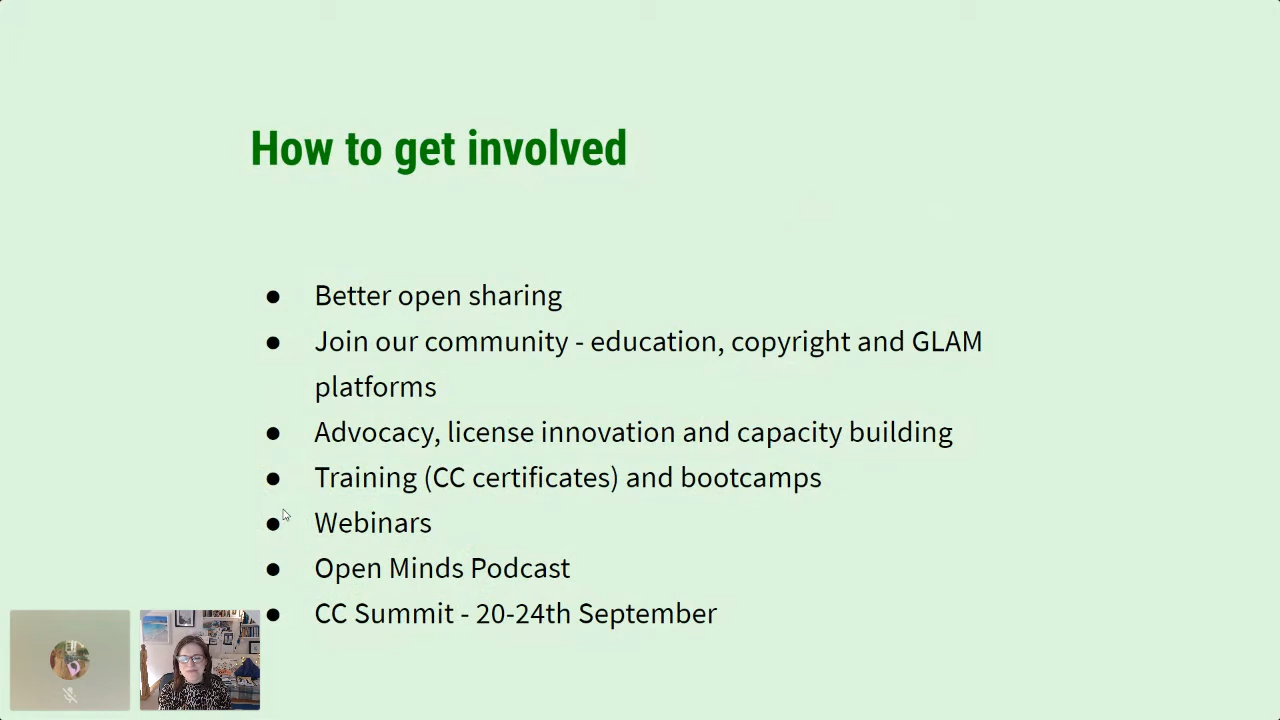 How to get involved
● Better open sharing
● Join our community - education, copyright and GLAM
platforms
● Advocacy, license innovation and capacity building
● Training (CC certificates) and bootcamps
● Webinars
● Open Minds Podcast
● CC Summit - 20-24th September